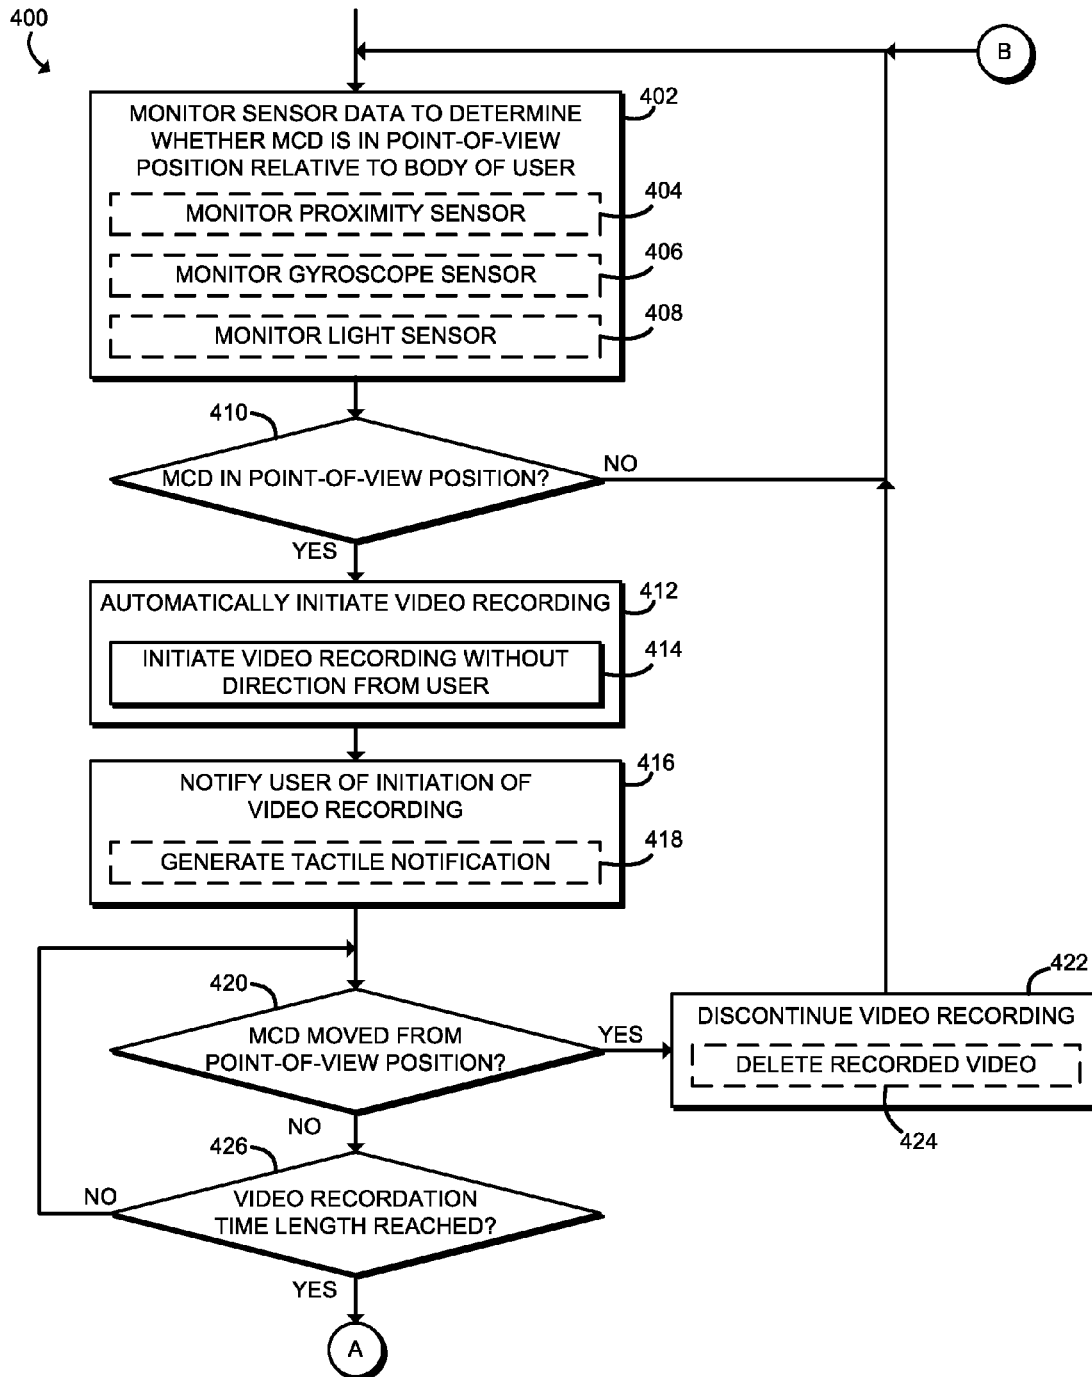 400
B
MONITOR SENSOR DATA TO DETERMINE
WHETHER MCD IS IN POINT-OF-VIEW
POSITION RELATIVE TO BODY OF USER
402
MONITOR PROXIMITY SENSOR
404
MONITOR GYROSCOPE SENSOR
406
MONITOR LIGHT SENSOR
408
410
MCD IN POINT-OF-VIEW POSITION?
NO
YES
AUTOMATICALLY INITIATE VIDEO RECORDING
412
INITIATE VIDEO RECORDING WITHOUT
DIRECTION FROM USER
414
NOTIFY USER OF INITIATION OF
VIDEO RECORDING
416
GENERATE TACTILE NOTIFICATION
418
420
MCD MOVED FROM
POINT-OF-VIEW POSITION?
YES
NO
422
DISCONTINUE VIDEO RECORDING
DELETE RECORDED VIDEO
424
426
VIDEO RECORDATION
TIME LENGTH REACHED?
NO
YES
A